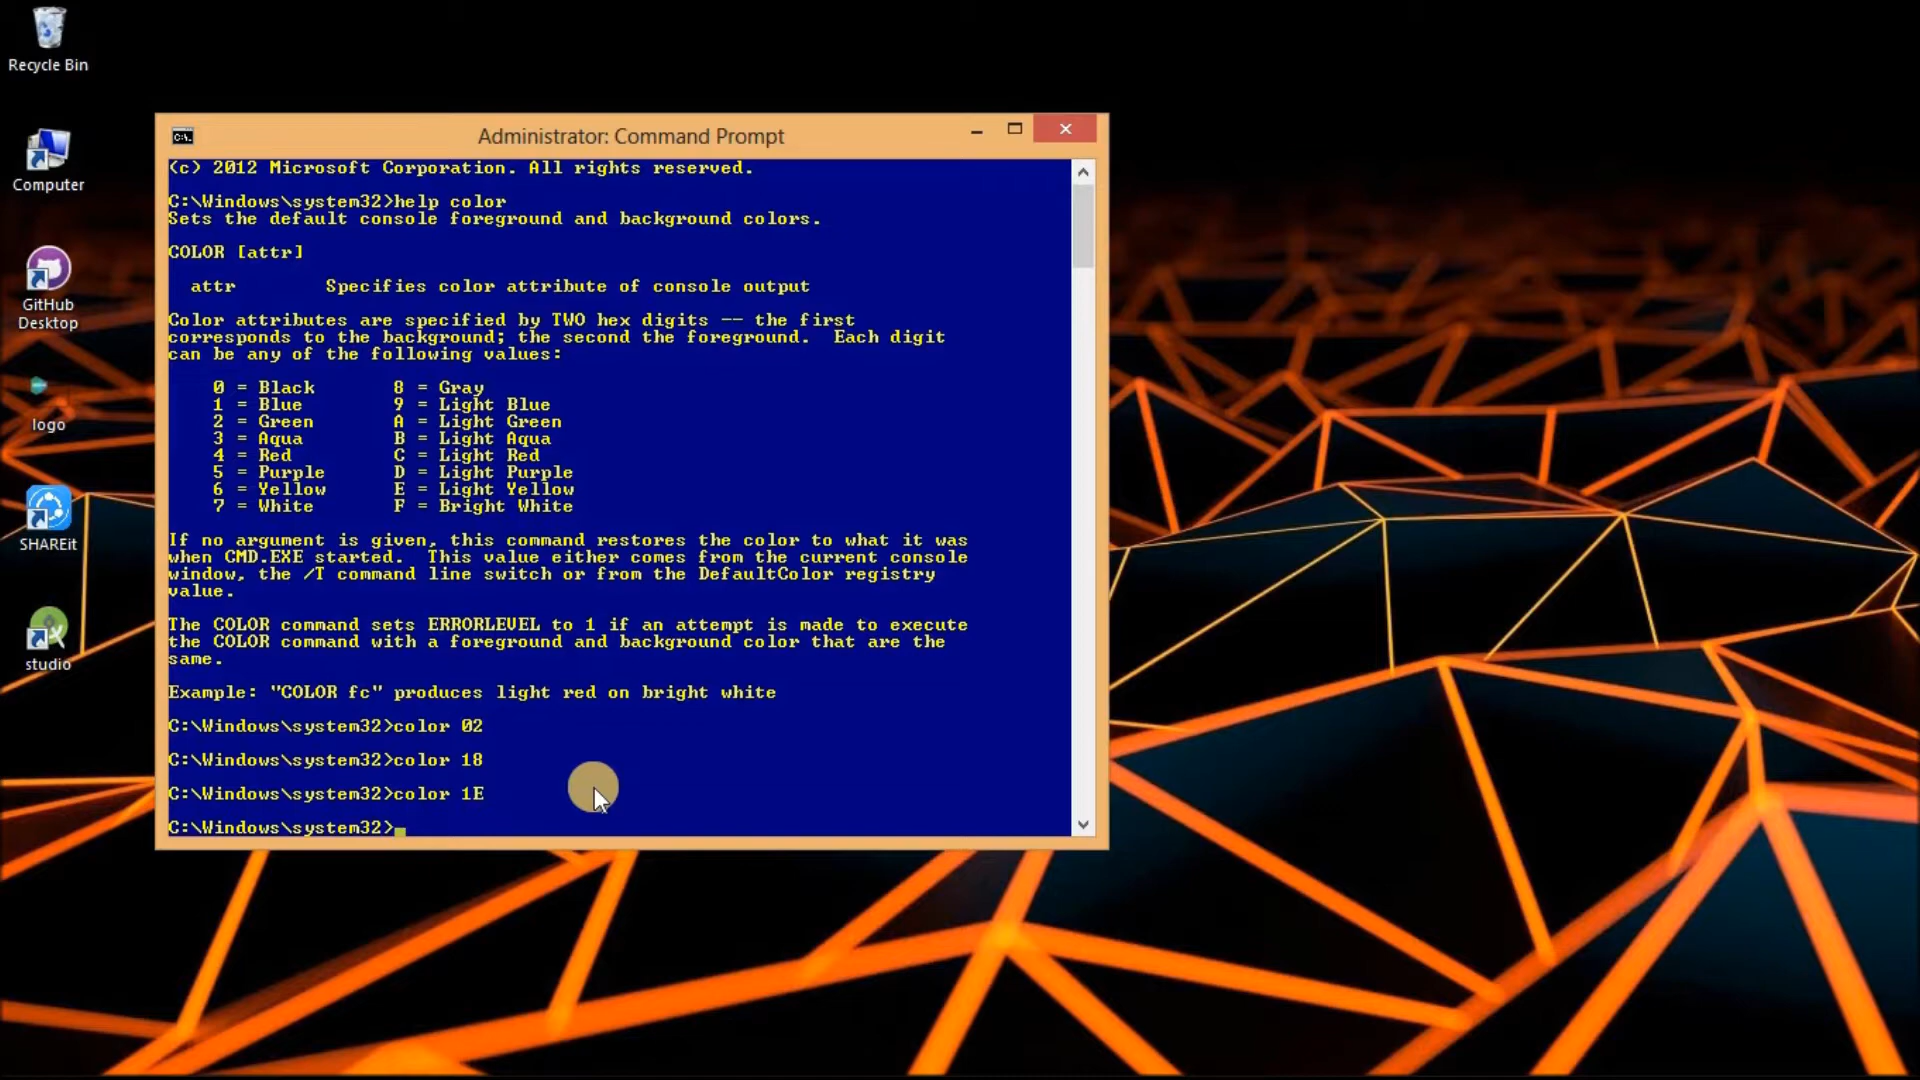 Recycle Bin
Computer
GitHub
Desktop
logo
SHAREit
studio
C:\.
Administrator: Command Prompt
(c) 2012 Microsoft Corporation. All rights reserved.
C:\Windows\system32>help color
Sets the default console foreground and background colors.
COLOR [attr]
attr        Specifies color attribute of console output
Color attributes are specified by TWO hex digits -- the first
corresponds to the background; the second the foreground.  Each digit
can be any of the following values:
0 = Black       8 = Gray
1 = Blue        9 = Light Blue
2 = Green       A = Light Green
3 = Aqua        B = Light Aqua
4 = Red         C = Light Red
5 = Purple      D = Light Purple
6 = Yellow      E = Light Yellow
7 = White       F = Bright White
If no argument is given, this command restores the color to what it was
when CMD.EXE started.  This value either comes from the current console
window, the /T command line switch or from the DefaultColor registry
value.
The COLOR command sets ERRORLEVEL to 1 if an attempt is made to execute
the COLOR command with a foreground and background color that are the
same.
Example: "COLOR fc" produces light red on bright white
C:\Windows\system32>color 02
C:\Windows\system32>color 18
C:\Windows\system32>color 1E
C:\Windows\system32>